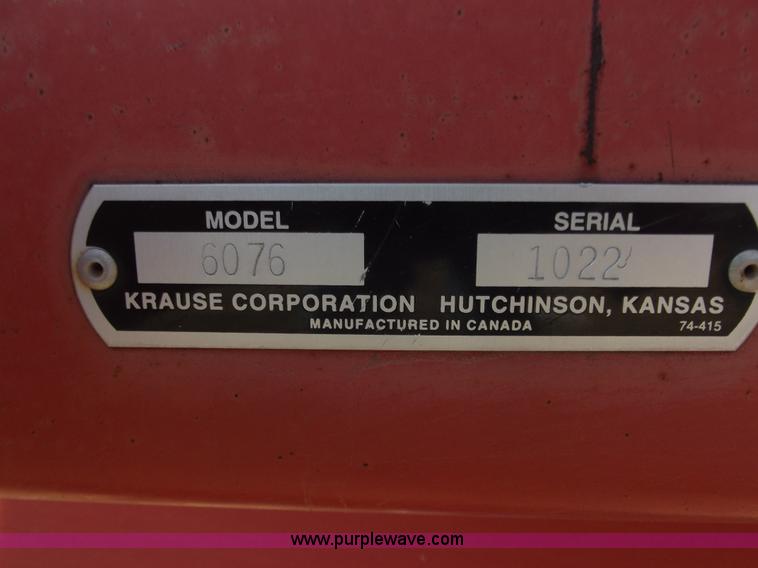 MODEL SERIAL
6076 1022
KRAUSE CORPORATION HUTCHINSON, KANSAS
MANUFACTURED IN CANADA 74-415
www.purplewave.com